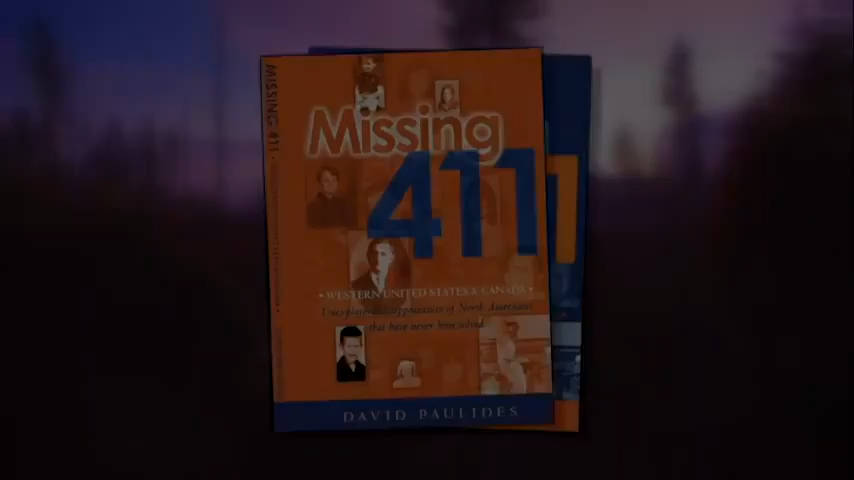 MISSING 411
Missing
411
• WESTERN UNITED STATES & CANADA •
Unexplained disappearances of North Americans
that have never been solved
DAVID PAULIDES